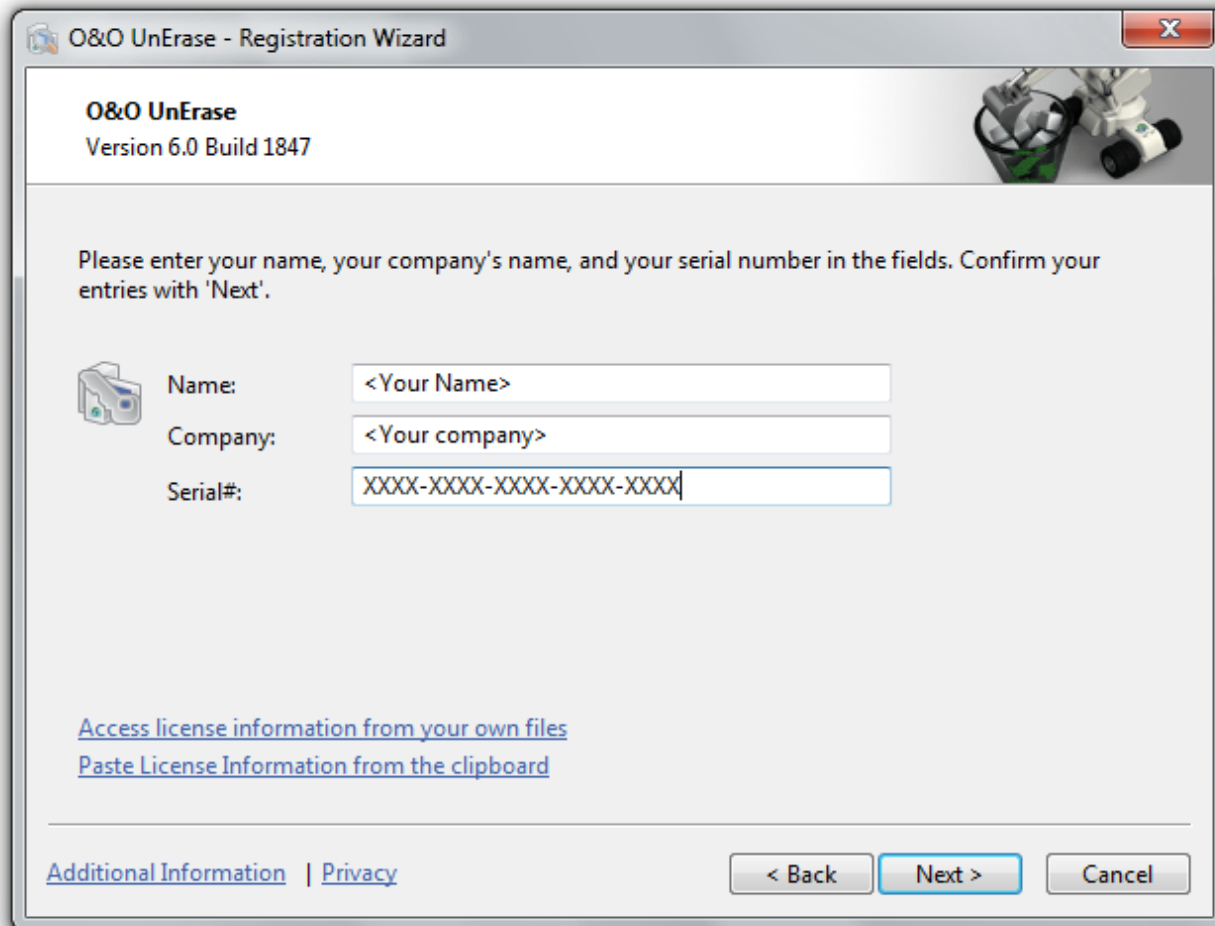 O&O UnErase - Registration Wizard
O&O UnErase
Version 6.0 Build 1847
Please enter your name, your company's name, and your serial number in the fields. Confirm your
entries with 'Next'.
Name: <Your Name>
Company: <Your company>
Serial#: XXXX-XXXX-XXXX-XXXX-XXXX
Access license information from your own files
Paste License Information from the clipboard
Additional Information | Privacy < Back Next > Cancel